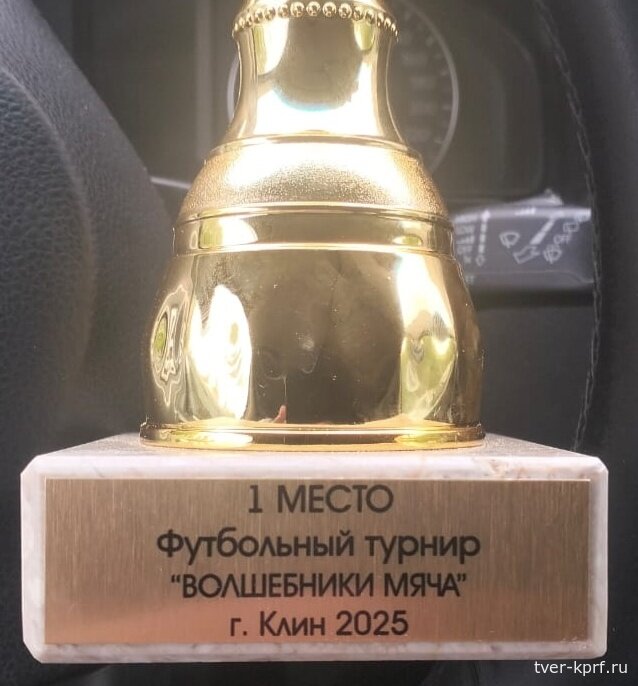 1 МЕСТО
Футбольный турнир
"ВОЛШЕБНИКИ МЯЧА"
г. Клин 2025
tver-kprf.ru